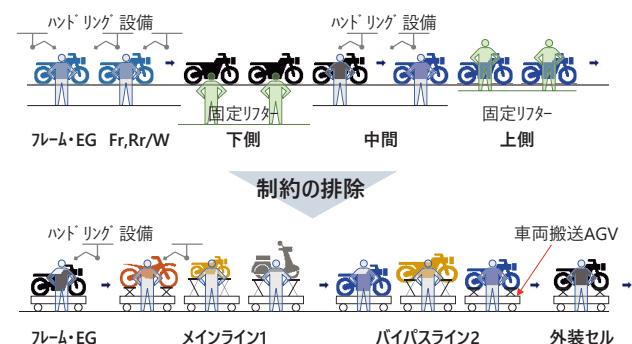 ハンドリング設備 ハンドリング設備
固定リフター 固定リフター
フレーム・EG Fr,Rr/W 下側 中間 上側
制約の排除
ハンドリング設備 車両搬送AGV
フレーム・EG メインライン1 バイパスライン2 外装セル